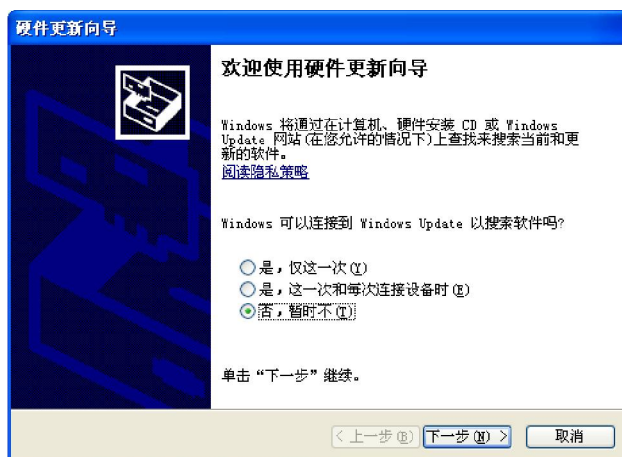 硬件更新向导
欢迎使用硬件更新向导
Windows 将通过在计算机、硬件安装 CD 或 Windows
Update 网站(在您允许的情况下)上查找来搜索当前和更
新的软件。
阅读隐私策略
Windows 可以连接到 Windows Update 以搜索软件吗?
是，仅这一次(Y)
是，这一次和每次连接设备时(E)
否，暂时不(T)
单击“下一步”继续。
< 上一步(B) 下一步(N) > 取消